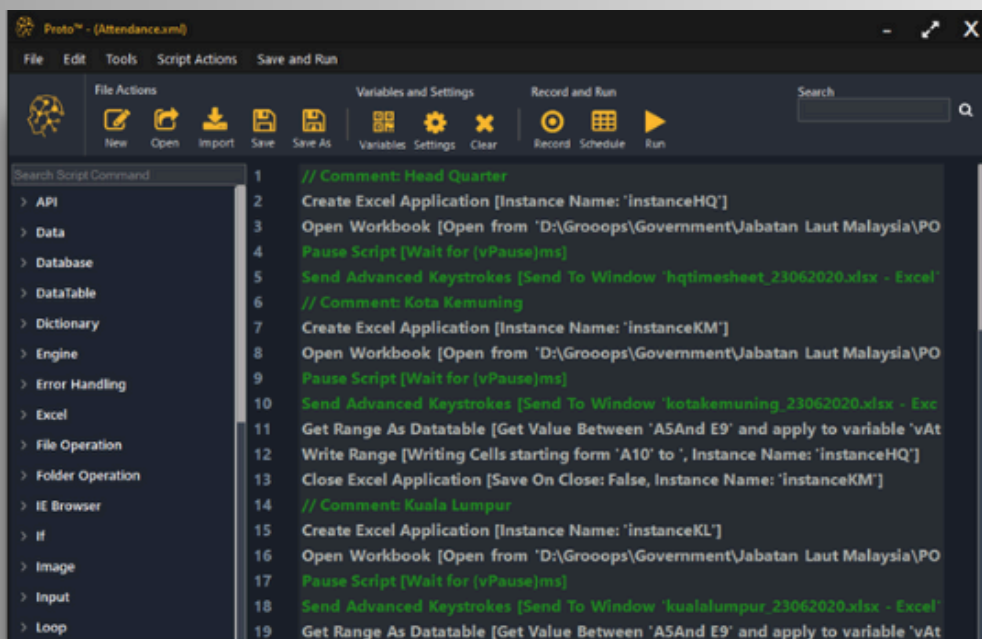 Proto™ - (Attendance.xml)
File Edit Tools Script Actions Save and Run
File Actions Variables and Settings Record and Run Search
New Open Import Save Save As Variables Settings Clear Record Schedule Run
Search Script Command
> API
> Data
> Database
> DataTable
> Dictionary
> Engine
> Error Handling
> Excel
> File Operation
> Folder Operation
> IE Browser
> If
> Image
> Input
> Loop
1 // Comment: Head Quarter
2 Create Excel Application [Instance Name: 'instanceHQ']
3 Open Workbook [Open from 'D:\Grooops\Government\Jabatan Laut Malaysia\PO
4 Pause Script [Wait for {vPause}ms]
5 Send Advanced Keystrokes [Send To Window 'hqtimesheet_23062020.xlsx - Excel'
6 // Comment: Kota Kemuning
7 Create Excel Application [Instance Name: 'instanceKM']
8 Open Workbook [Open from 'D:\Grooops\Government\Jabatan Laut Malaysia\PO
9 Pause Script [Wait for {vPause}ms]
10 Send Advanced Keystrokes [Send To Window 'kotakemuning_23062020.xlsx - Exc
11 Get Range As Datatable [Get Value Between 'A5And E9' and apply to variable 'vAt
12 Write Range [Writing Cells starting form 'A10' to ', Instance Name: 'instanceHQ']
13 Close Excel Application [Save On Close: False, Instance Name: 'instanceKM']
14 // Comment: Kuala Lumpur
15 Create Excel Application [Instance Name: 'instanceKL']
16 Open Workbook [Open from 'D:\Grooops\Government\Jabatan Laut Malaysia\PO
17 Pause Script [Wait for {vPause}ms]
18 Send Advanced Keystrokes [Send To Window 'kualalumpur_23062020.xlsx - Excel'
19 Get Range As Datatable [Get Value Between 'A5And E9' and apply to variable 'vAt